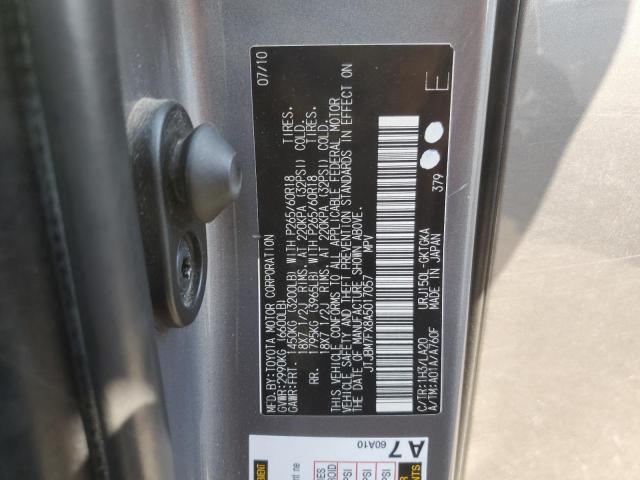 MFD.BY:TOYOTA MOTOR CORPORATION 07/10
GVWR:2990KG(6600LB)
GAWR:FRT. 1450KG (3200LB) WITH P265/60R18 TIRES.
18X7 1/2J RIMS. AT 220KPA (32PSI) COLD.
RR. 1795KG (3965LB) WITH P265/60R18 TIRES.
18X7 1/2J RIMS. AT 220KPA (32PSI) COLD.
THIS VEHICLE CONFORMS TO ALL APPLICABLE FEDERAL MOTOR
VEHICLE SAFETY AND THEFT PREVENTION STANDARDS IN EFFECT ON
THE DATE OF MANUFACTURE SHOWN ABOVE.
JTJBM7FX8A5017057 MPV
E
379
C/TR:1H3/LA20 URJ150L-GKTGKA
A/TM:A01A/A760F MADE IN JAPAN
A7
60A10